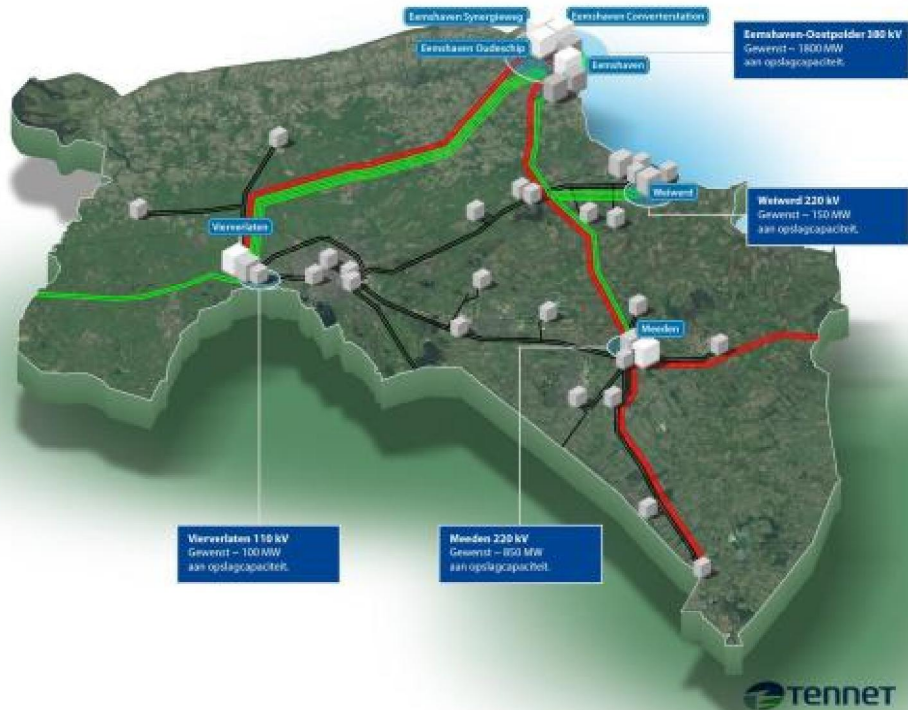 Eemshaven Synergieweg
Eemshaven Converterstation
Eemshaven Oudeschip
Eemshaven
Eemshaven-Oostpolder 380 kV
Gewenst ~ 1800 MW
aan opslagcapaciteit.
Weiwerd
Weiwerd 220 kV
Gewenst ~ 150 MW
aan opslagcapaciteit.
Vierverlaten
Meeden
Vierverlaten 110 kV
Gewenst ~ 100 MW
aan opslagcapaciteit.
Meeden 220 kV
Gewenst ~ 850 MW
aan opslagcapaciteit.
TENNET